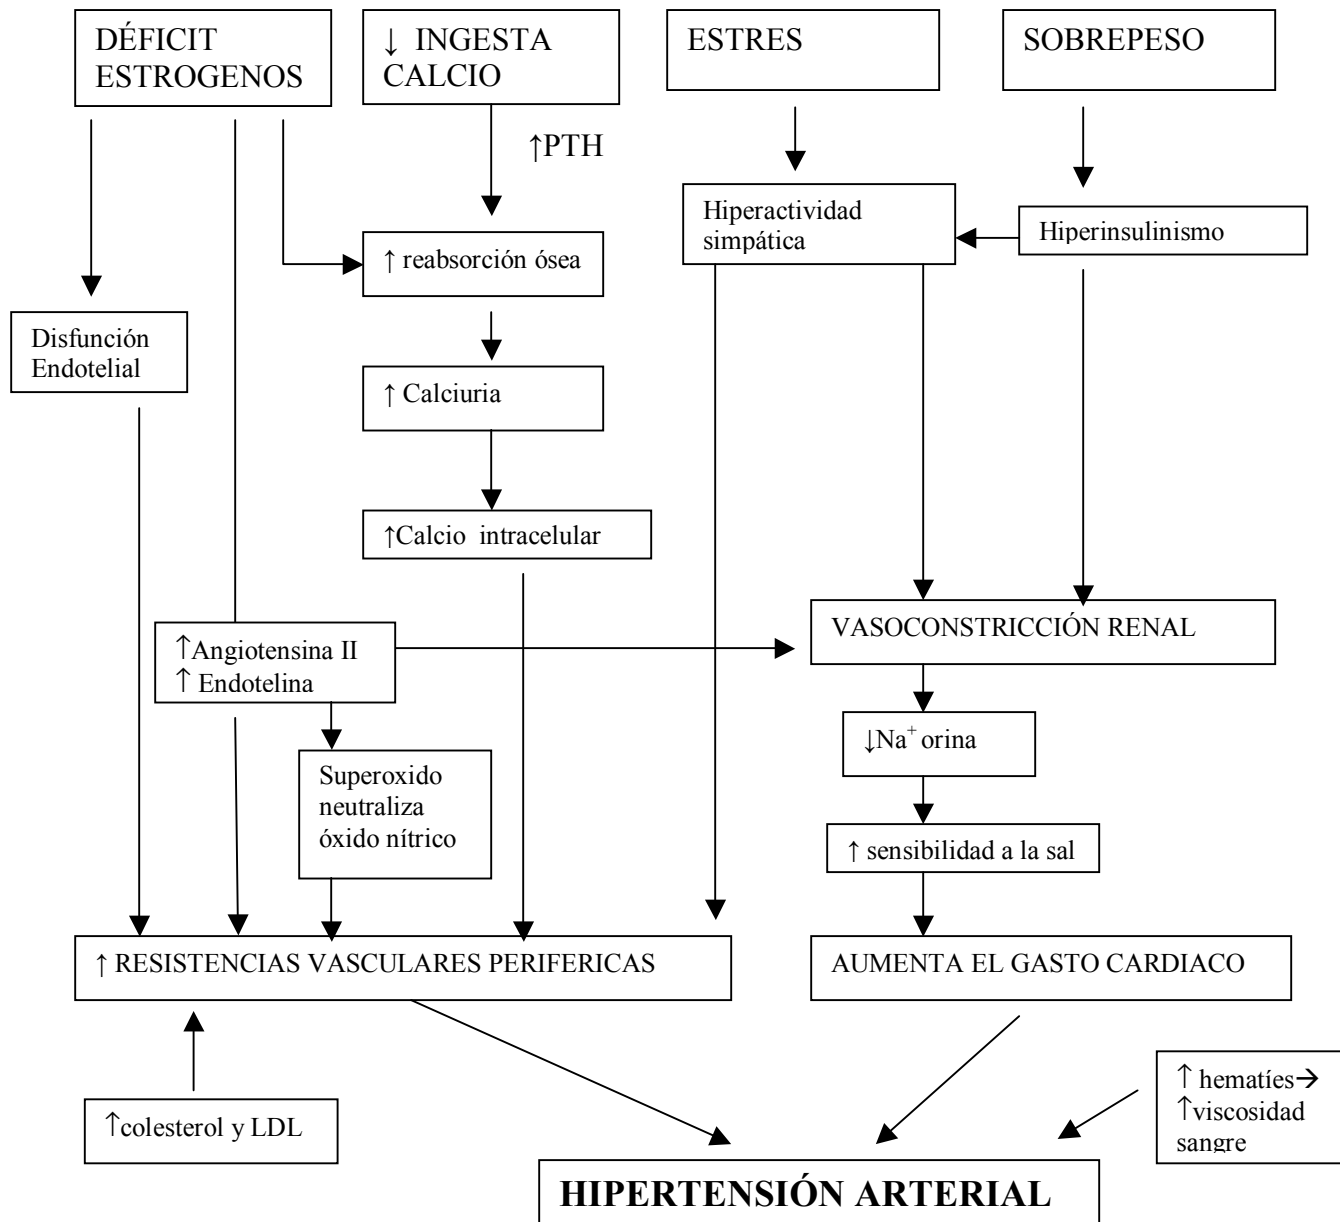 DÉFICIT
ESTROGENOS
↓ INGESTA
CALCIO
ESTRES
SOBREPESO
↑PTH
Hiperactividad
simpática
Hiperinsulinismo
↑ reabsorción ósea
Disfunción
Endotelial
↑ Calciuria
↑Calcio intracelular
↑Angiotensina II
↑ Endotelina
VASOCONSTRICCIÓN RENAL
↓Na⁺ orina
Superoxido
neutraliza
óxido nítrico
↑ sensibilidad a la sal
↑ RESISTENCIAS VASCULARES PERIFERICAS
AUMENTA EL GASTO CARDIACO
↑colesterol y LDL
↑ hematíes→
↑viscosidad
sangre
HIPERTENSIÓN ARTERIAL